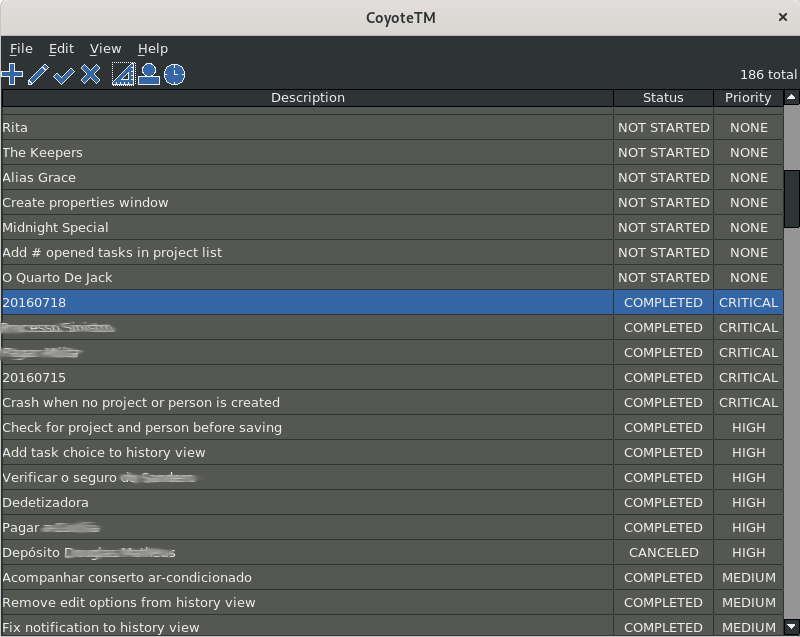 CoyoteTM
File Edit View Help
186 total
Description Status Priority
Rita NOT STARTED NONE
The Keepers NOT STARTED NONE
Alias Grace NOT STARTED NONE
Create properties window NOT STARTED NONE
Midnight Special NOT STARTED NONE
Add # opened tasks in project list NOT STARTED NONE
O Quarto De Jack NOT STARTED NONE
20160718 COMPLETED CRITICAL
COMPLETED CRITICAL
COMPLETED CRITICAL
20160715 COMPLETED CRITICAL
Crash when no project or person is created COMPLETED CRITICAL
Check for project and person before saving COMPLETED HIGH
Add task choice to history view COMPLETED HIGH
Verificar o seguro COMPLETED HIGH
Dedetizadora COMPLETED HIGH
Pagar COMPLETED HIGH
Depósito CANCELED HIGH
Acompanhar conserto ar-condicionado COMPLETED MEDIUM
Remove edit options from history view COMPLETED MEDIUM
Fix notification to history view COMPLETED MEDIUM